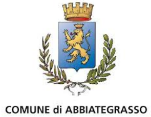 COMUNE di ABBIATEGRASSO